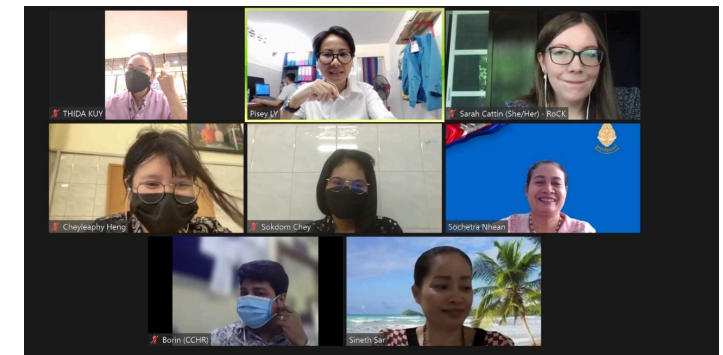 THIDA KUY
Pisey LY
Sarah Cattin (She/Her) - RoCK
Cheyleaphy Heng
Sokdom Chey
Sochetra Nhean
Borin (CCHR)
Sineth Sar